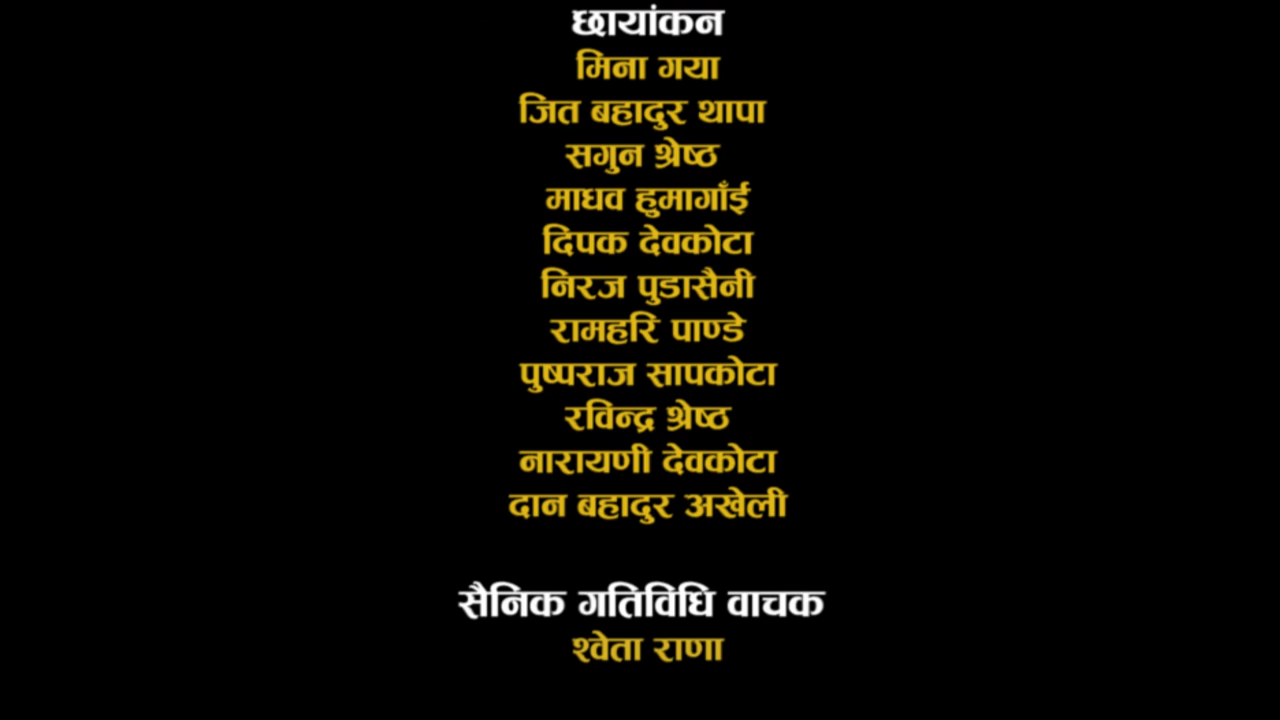 छायांकन
मिना गया
जित बहादुर थापा
सगुन श्रेष्ठ
माधव हुमागाँई
दिपक देवकोटा
निरज पुडासैनी
रामहरि पाण्डे
पुष्पराज सापकोटा
रविन्द्र श्रेष्ठ
नारायणी देवकोटा
दान बहादुर अखेली
सैनिक गतिविधि वाचक
श्वेता राणा